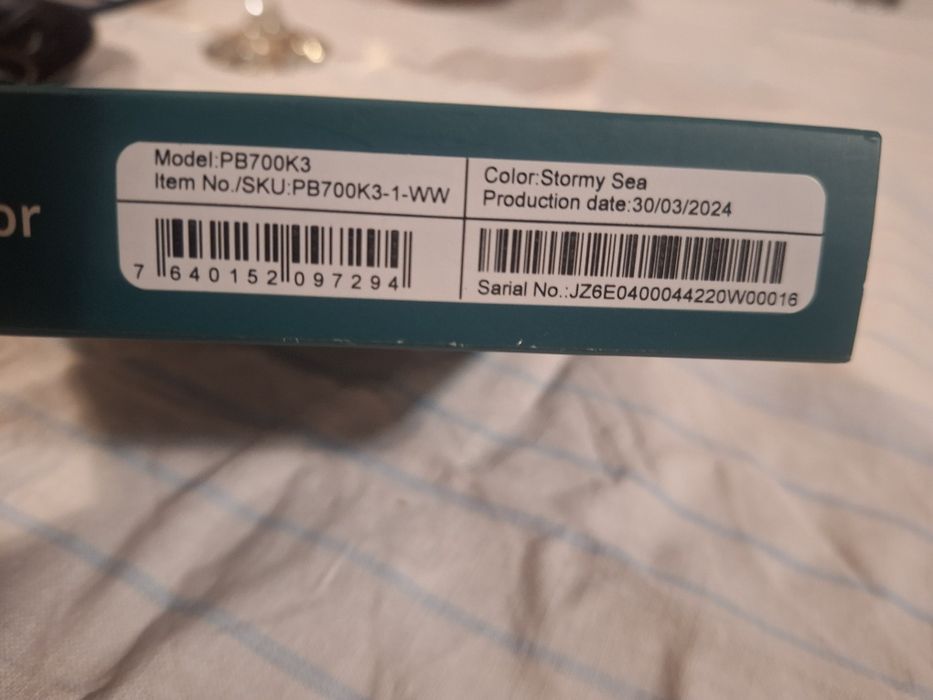 or
Model:PB700K3
Item No./SKU:PB700K3-1-WW
7 640152 097294
Color:Stormy Sea
Production date:30/03/2024
Sarial No.:JZ6E0400044220W00016